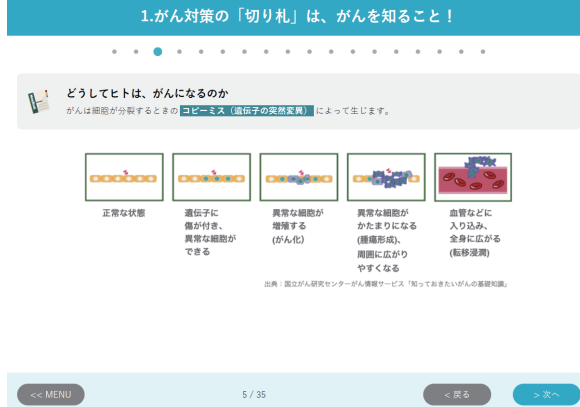 1.がん対策の「切り札」は、がんを知ること！
どうしてヒトは、がんになるのか
がんは細胞が分裂するときの コピーミス（遺伝子の突然変異） によって生じます。
正常な状態
遺伝子に
傷が付き、
異常な細胞が
できる
異常な細胞が
増殖する
(がん化)
異常な細胞が
かたまりになる
(腫瘍形成)、
周囲に広がり
やすくなる
血管などに
入り込み、
全身に広がる
(転移浸潤)
出典：国立がん研究センターがん情報サービス「知っておきたいがんの基礎知識」
<< MENU
5 / 35
< 戻る
> 次へ